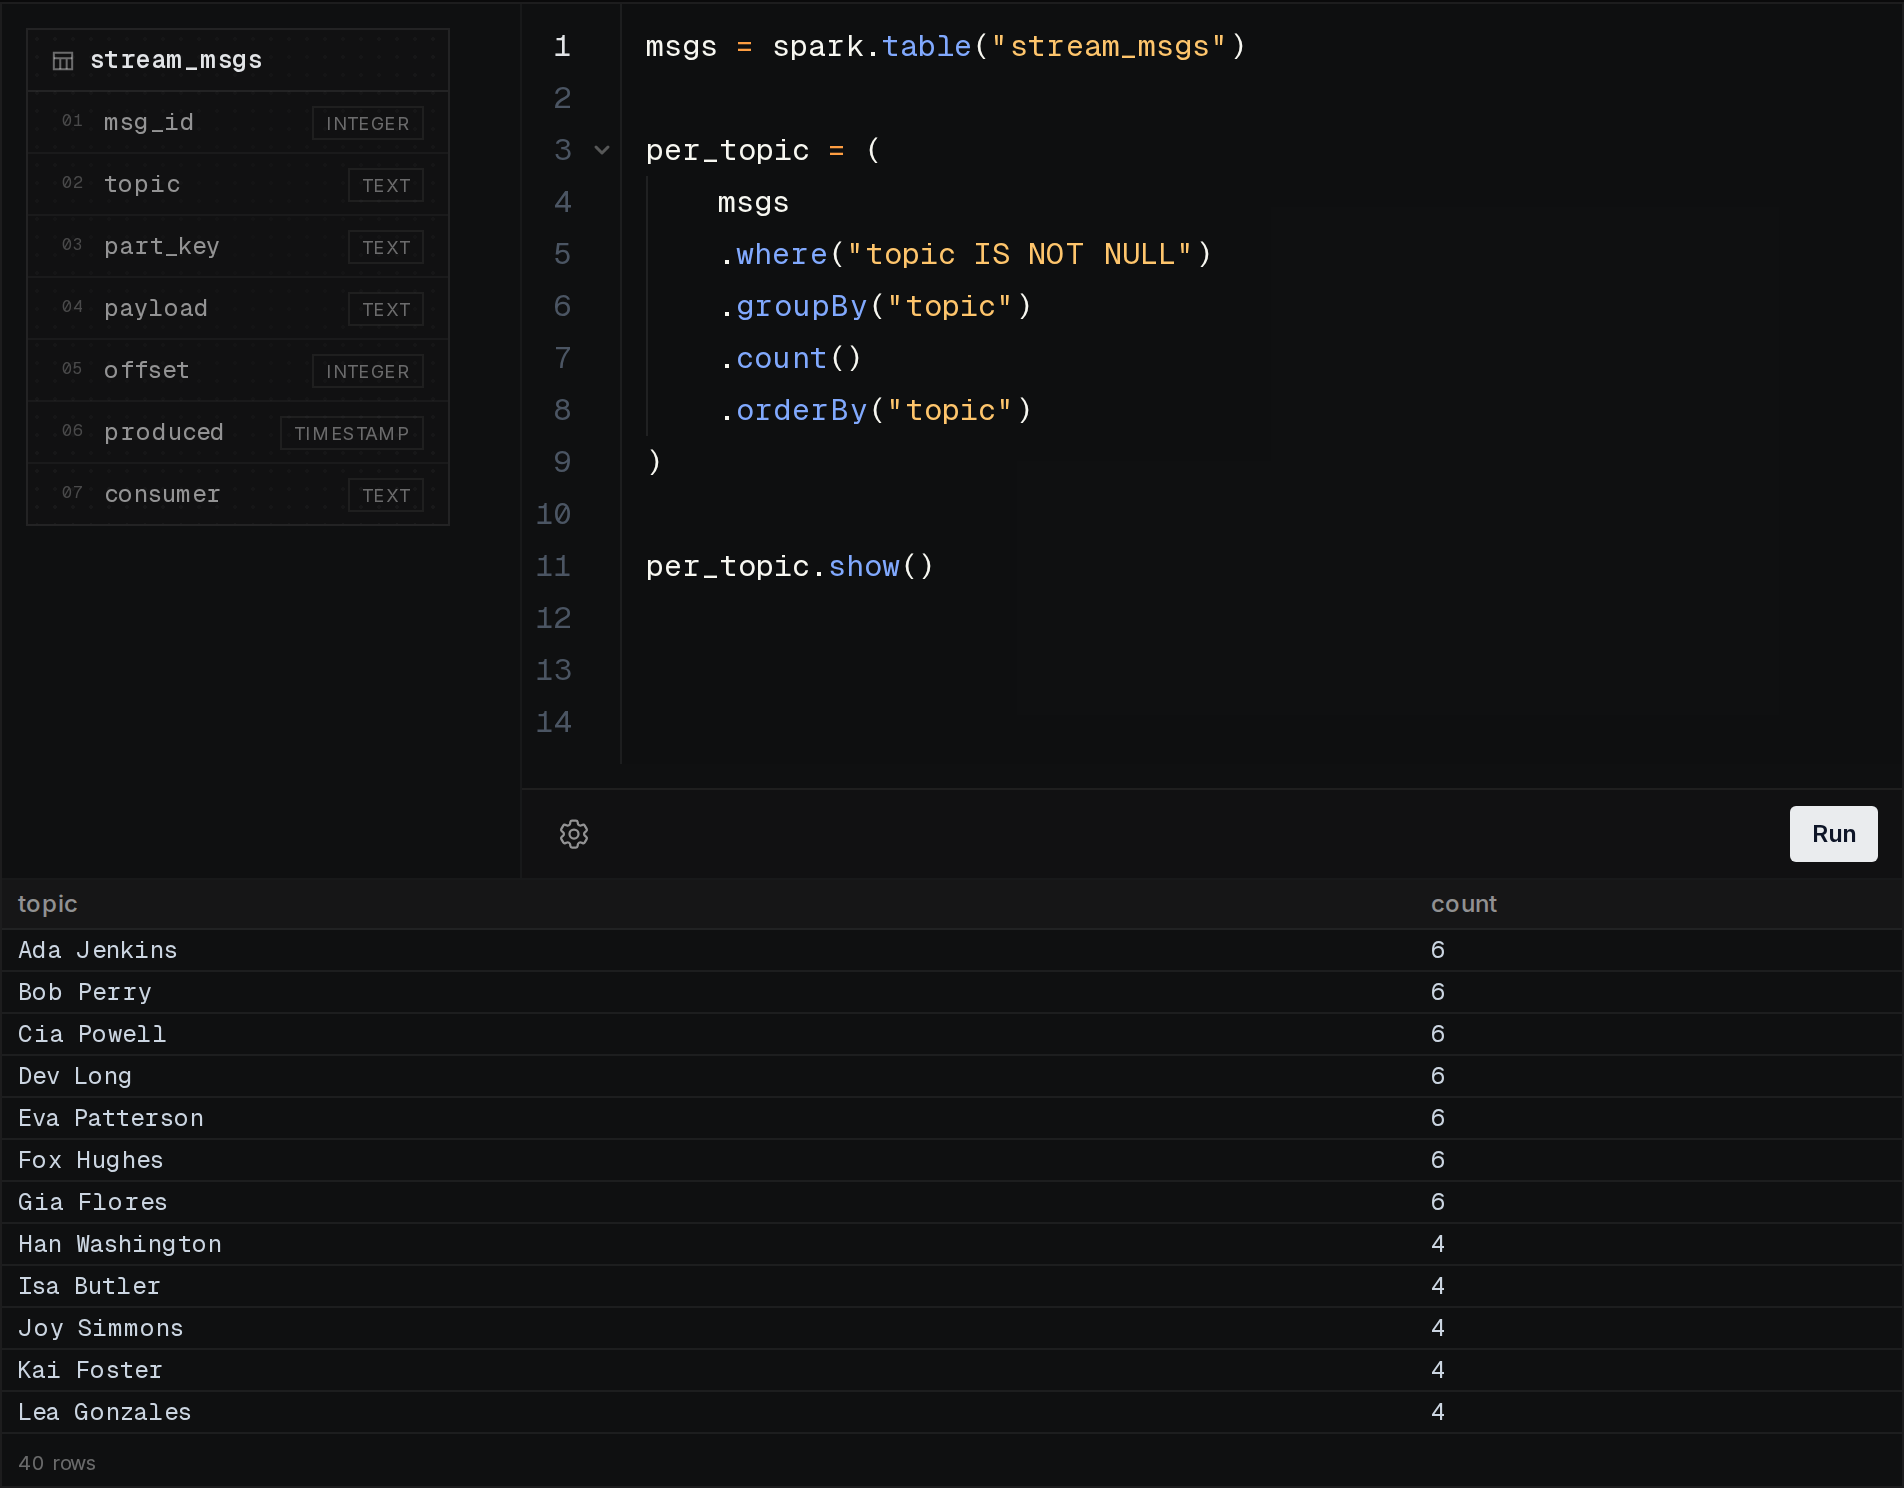 stream_msgs
01 msg_id INTEGER
02 topic TEXT
03 part_key TEXT
04 payload TEXT
05 offset INTEGER
06 produced TIMESTAMP
07 consumer TEXT
1 msgs = spark.table("stream_msgs")
2
3 per_topic = (
4     msgs
5     .where("topic IS NOT NULL")
6     .groupBy("topic")
7     .count()
8     .orderBy("topic")
9 )
10
11 per_topic.show()
12
13
14
Run
topic count
Ada Jenkins 6
Bob Perry 6
Cia Powell 6
Dev Long 6
Eva Patterson 6
Fox Hughes 6
Gia Flores 6
Han Washington 4
Isa Butler 4
Joy Simmons 4
Kai Foster 4
Lea Gonzales 4
40 rows